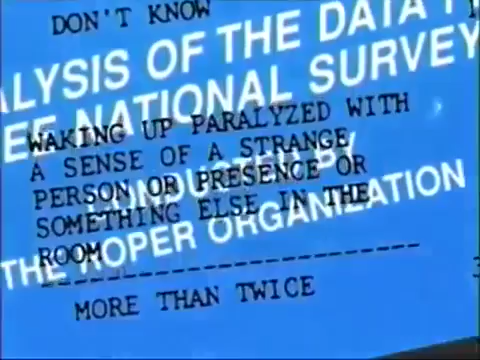 DON'T KNOW
ALYSIS OF THE DATA
EE NATIONAL SURVEY
WAKING UP PARALYZED WITH
A SENSE OF A STRANGE
PERSON OR PRESENCE OR
CONDUCTED BY
SOMETHING ELSE IN THE
ROOM
THE ROPER ORGANIZATION
--------------------------------
MORE THAN TWICE